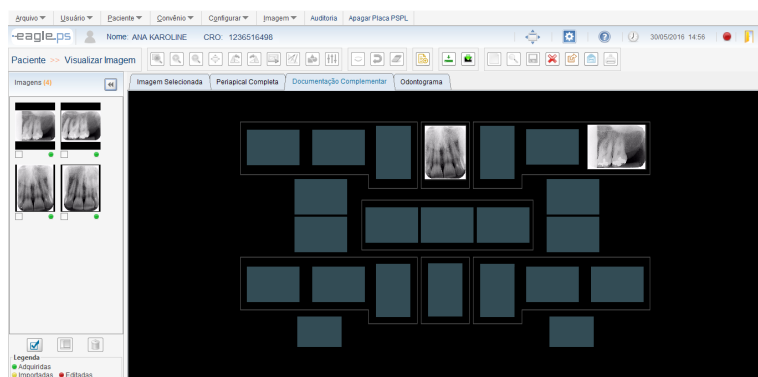 Arquivo Usuário Paciente Convênio Configurar Imagem Auditoria Apagar Placa PSPL
eagle.ps Nome: ANA KAROLINE CRO: 1236516498 30/05/2016 14:56
Paciente >> Visualizar Imagem
Imagens (4) Imagem Selecionada Periapical Completa Documentação Complementar Odontograma
Legenda
Adquiridas
Importadas Editadas